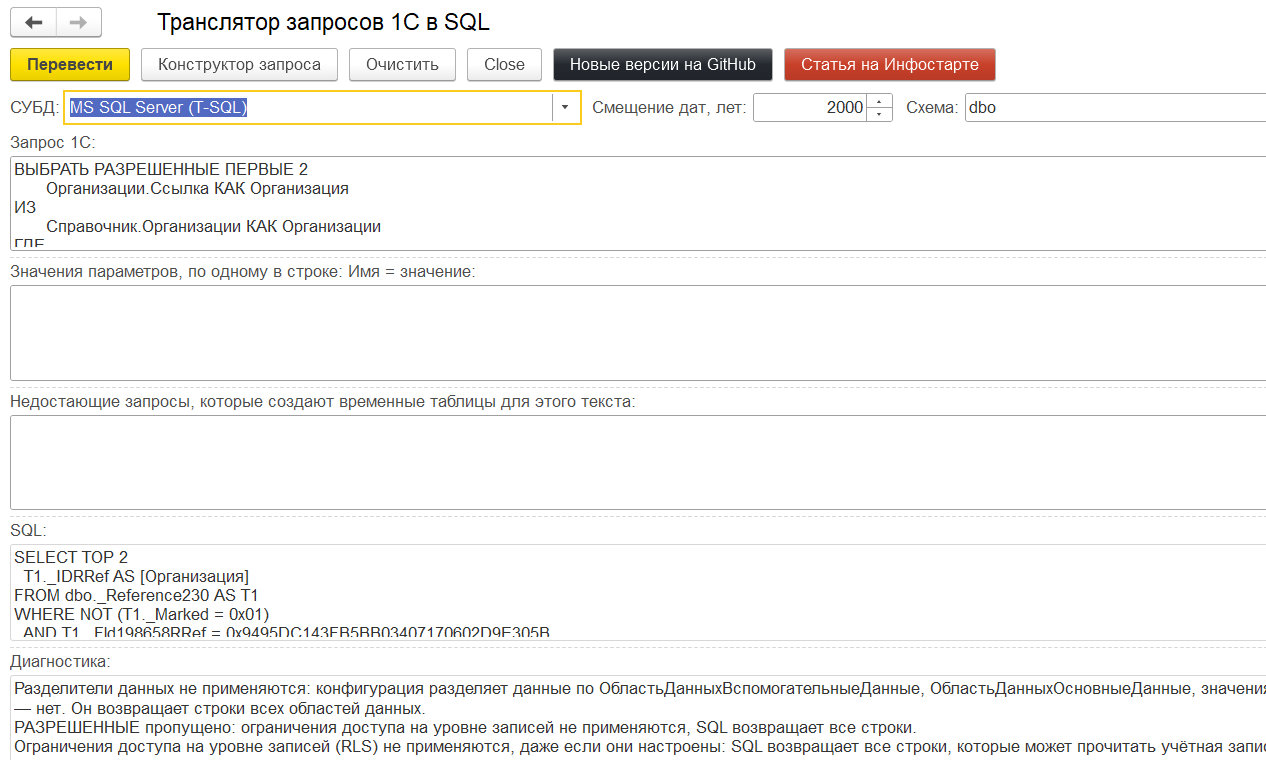 Транслятор запросов 1С в SQL
Перевести Конструктор запроса Очистить Close Новые версии на GitHub Статья на Инфостарте
СУБД: MS SQL Server (T-SQL) Смещение дат, лет: 2000 Схема: dbo
Запрос 1С:
ВЫБРАТЬ РАЗРЕШЕННЫЕ ПЕРВЫЕ 2
Организации.Ссылка КАК Организация
ИЗ
Справочник.Организации КАК Организации
ГДЕ
Значения параметров, по одному в строке: Имя = значение:
Недостающие запросы, которые создают временные таблицы для этого текста:
SQL:
SELECT TOP 2
T1._IDRRef AS [Организация]
FROM dbo._Reference230 AS T1
WHERE NOT (T1._Marked = 0x01)
AND T1._Fld198658RRef = 0x9495DC143EB5BB03407170602D9E305B
Диагностика:
Разделители данных не применяются: конфигурация разделяет данные по ОбластьДанныхВспомогательныеДанные, ОбластьДанныхОсновныеДанные, значения
— нет. Он возвращает строки всех областей данных.
РАЗРЕШЕННЫЕ пропущено: ограничения доступа на уровне записей не применяются, SQL возвращает все строки.
Ограничения доступа на уровне записей (RLS) не применяются, даже если они настроены: SQL возвращает все строки, которые может прочитать учётная запис